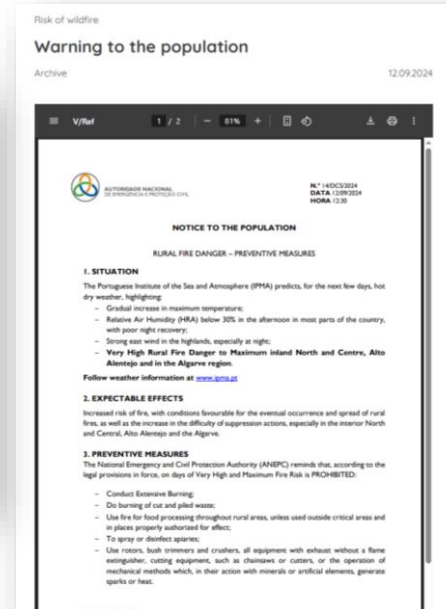 Risk of wildfire
Warning to the population
Archive 12.09.2024
V/Ref 1 / 2 81%
AUTORIDADE NACIONAL
DE EMERGÊNCIA E PROTEÇÃO CIVIL
N.º 14/DCS/2024
DATA 12/09/2024
HORA 12:30
NOTICE TO THE POPULATION
RURAL FIRE DANGER – PREVENTIVE MEASURES
1. SITUATION
The Portuguese Institute of the Sea and Atmosphere (IPMA) predicts, for the next few days, hot
dry weather, highlighting:
– Gradual increase in maximum temperature;
– Relative Air Humidity (HRA) below 30% in the afternoon in most parts of the country,
with poor night recovery;
– Strong east wind in the highlands, especially at night;
– Very High Rural Fire Danger to Maximum inland North and Centre, Alto
Alentejo and in the Algarve region.
Follow weather information at www.ipma.pt
2. EXPECTABLE EFFECTS
Increased risk of fire, with conditions favourable for the eventual occurrence and spread of rural
fires, as well as the increase in the difficulty of suppression actions, especially in the interior North
and Central, Alto Alentejo and the Algarve.
3. PREVENTIVE MEASURES
The National Emergency and Civil Protection Authority (ANEPC) reminds that, according to the
legal provisions in force, on days of Very High and Maximum Fire Risk is PROHIBITED:
– Conduct Extensive Burning;
– Do burning of cut and piled waste;
– Use fire for food processing throughout rural areas, unless used outside critical areas and
in places properly authorized for effect;
– To spray or disinfect apiaries;
– Use rotors, bush trimmers and crushers, all equipment with exhaust without a flame
extinguisher, cutting equipment, such as chainsaws or cutters, or the operation of
mechanical methods which, in their action with minerals or artificial elements, generate
sparks or heat.